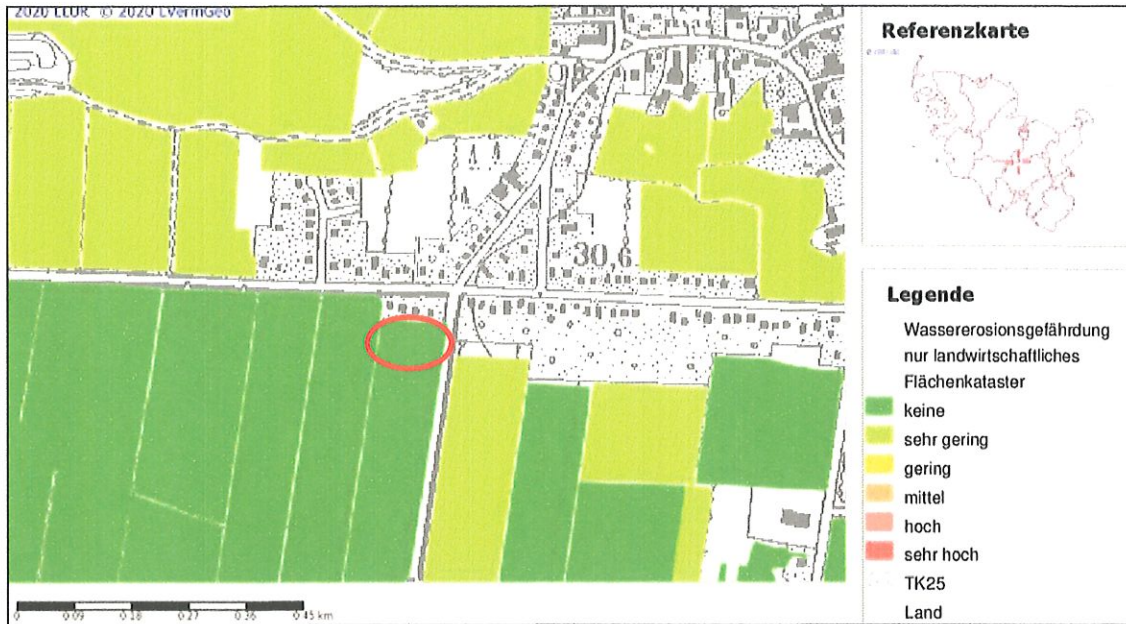 2020 LLUR © 2020 LVermGeo
30,6
0 0.09 0.18 0.27 0.36 0.45 km
Referenzkarte
Legende
Wassererosionsgefährdung
nur landwirtschaftliches
Flächenkataster
keine
sehr gering
gering
mittel
hoch
sehr hoch
TK25
Land